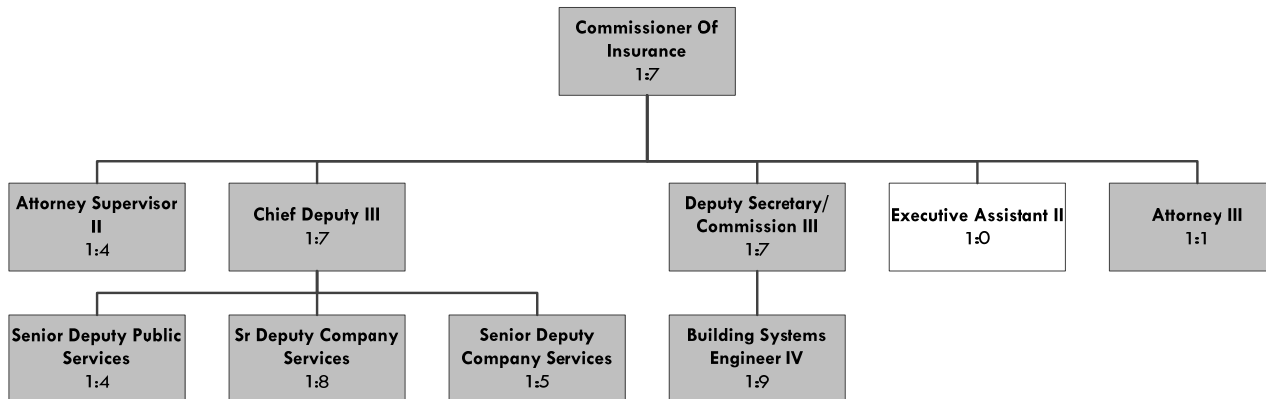 Commissioner Of
Insurance
1:7
Attorney Supervisor
II
1:4
Chief Deputy III
1:7
Deputy Secretary/
Commission III
1:7
Executive Assistant II
1:0
Attorney III
1:1
Senior Deputy Public
Services
1:4
Sr Deputy Company
Services
1:8
Senior Deputy
Company Services
1:5
Building Systems
Engineer IV
1:9